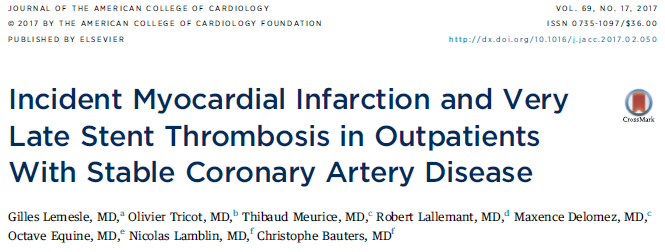 JOURNAL OF THE AMERICAN COLLEGE OF CARDIOLOGY VOL. 69, NO. 17, 2017
© 2017 BY THE AMERICAN COLLEGE OF CARDIOLOGY FOUNDATION ISSN 0735-1097/$36.00
PUBLISHED BY ELSEVIER http://dx.doi.org/10.1016/j.jacc.2017.02.050
Incident Myocardial Infarction and Very
Late Stent Thrombosis in Outpatients
With Stable Coronary Artery Disease
CrossMark
Gilles Lemesle, MD,a Olivier Tricot, MD,b Thibaud Meurice, MD,c Robert Lallemant, MD,d Maxence Delomez, MD,c
Octave Equine, MD,e Nicolas Lamblin, MD,f Christophe Bauters, MDf